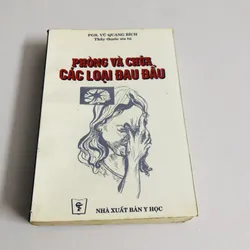 PGS. VŨ QUANG BÍCH
Thầy thuốc ưu tú
PHÒNG VÀ CHỮA
CÁC LOẠI ĐAU ĐẦU
NHÀ XUẤT BẢN Y HỌC